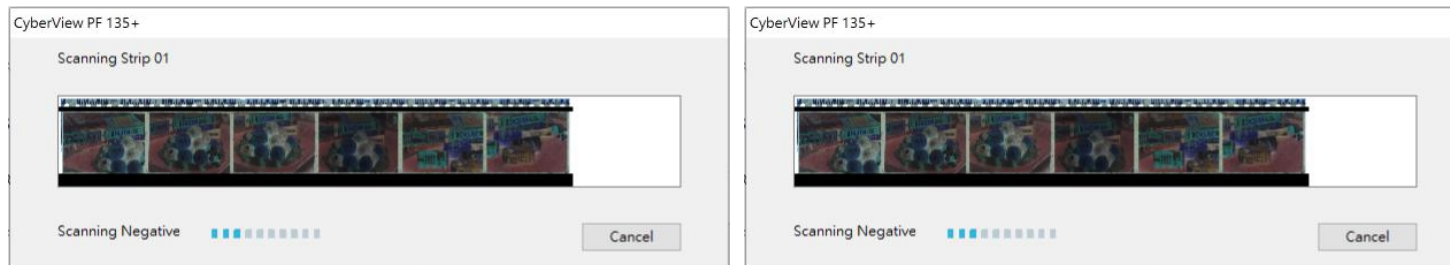 CyberView PF 135+
Scanning Strip 01
Scanning Negative
Cancel
CyberView PF 135+
Scanning Strip 01
Scanning Negative
Cancel